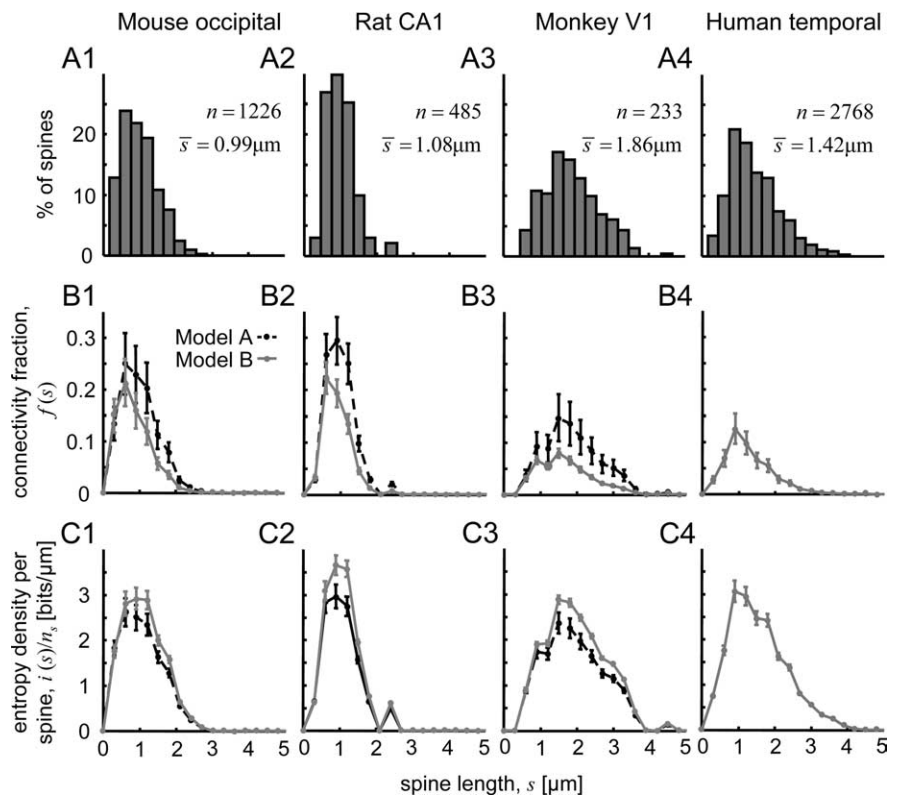 Mouse occipital Rat CA1 Monkey V1 Human temporal
A1 A2 A3 A4
% of spines
20
10
0
n = 1226
s̅ = 0.99µm
n = 485
s̅ = 1.08µm
n = 233
s̅ = 1.86µm
n = 2768
s̅ = 1.42µm
B1 B2 B3 B4
connectivity fraction,
f (s)
0.3
0.2
0.1
0
Model A
Model B
C1 C2 C3 C4
entropy density per
spine, i (s)/nₛ [bits/µm]
3
2
1
0
0 1 2 3 4 5 0 1 2 3 4 5 0 1 2 3 4 5 0 1 2 3 4 5
spine length, s [µm]